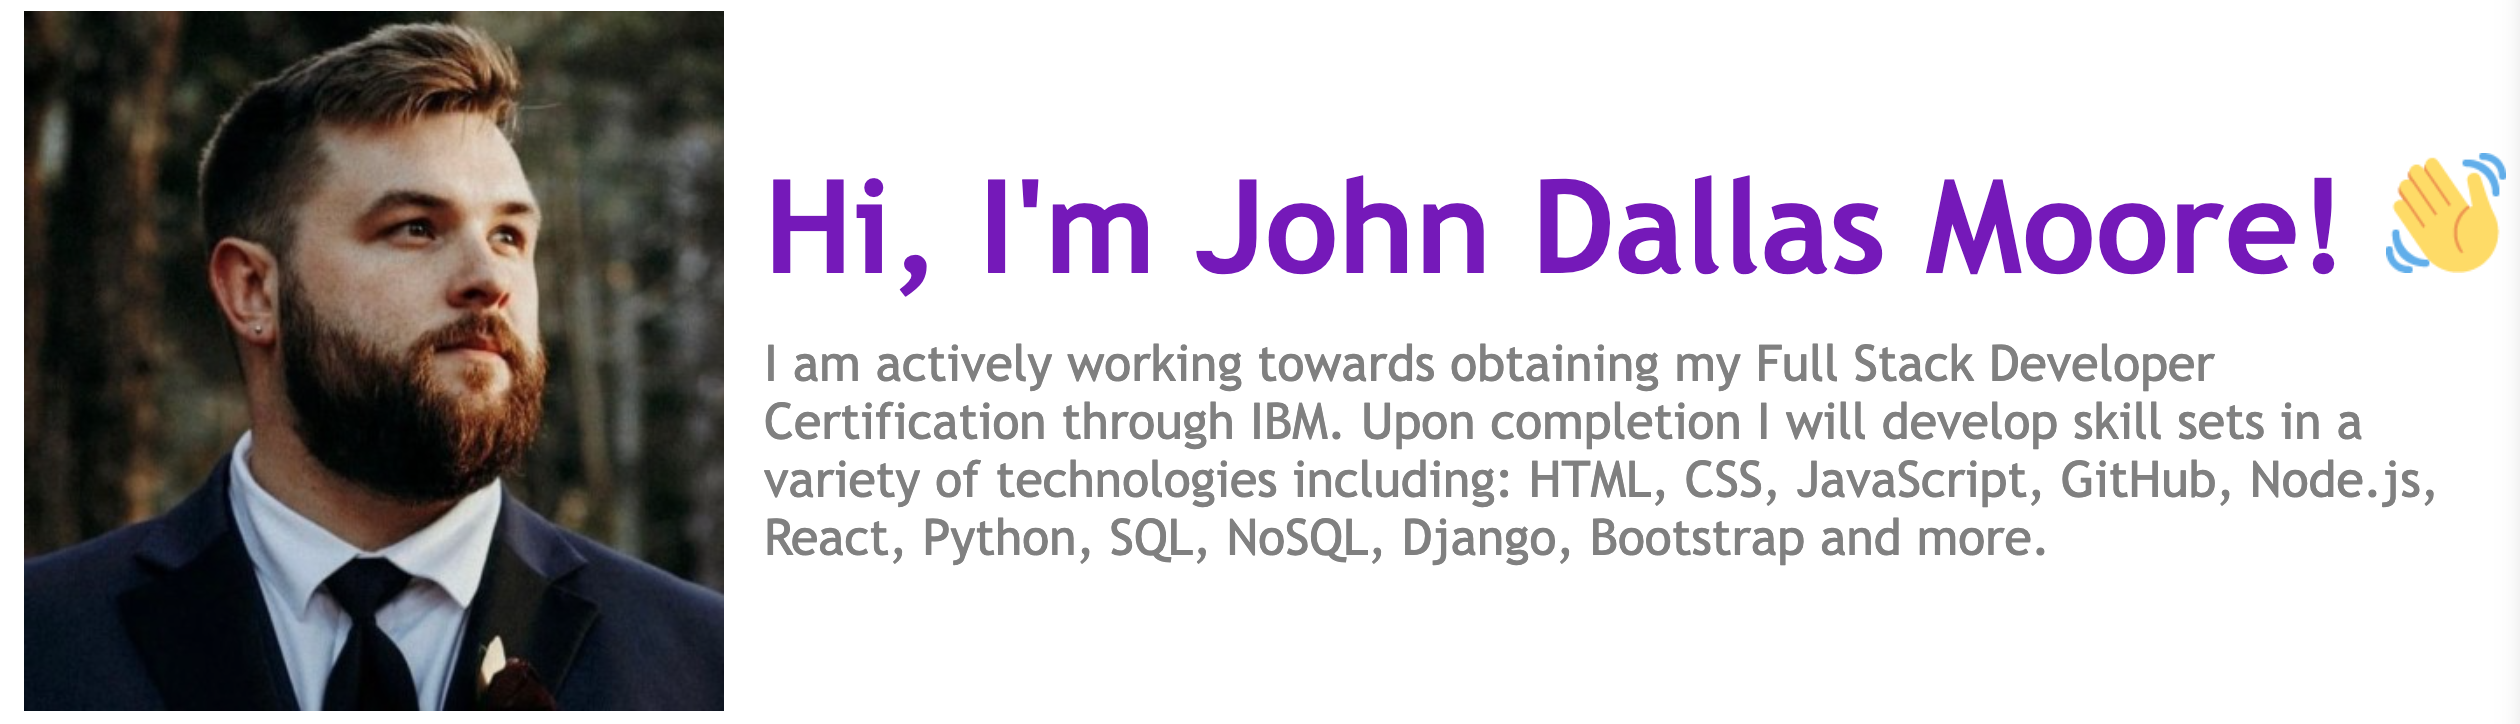 Hi, I'm John Dallas Moore! 👋
I am actively working towards obtaining my Full Stack Developer
Certification through IBM. Upon completion I will develop skill sets in a
variety of technologies including: HTML, CSS, JavaScript, GitHub, Node.js,
React, Python, SQL, NoSQL, Django, Bootstrap and more.